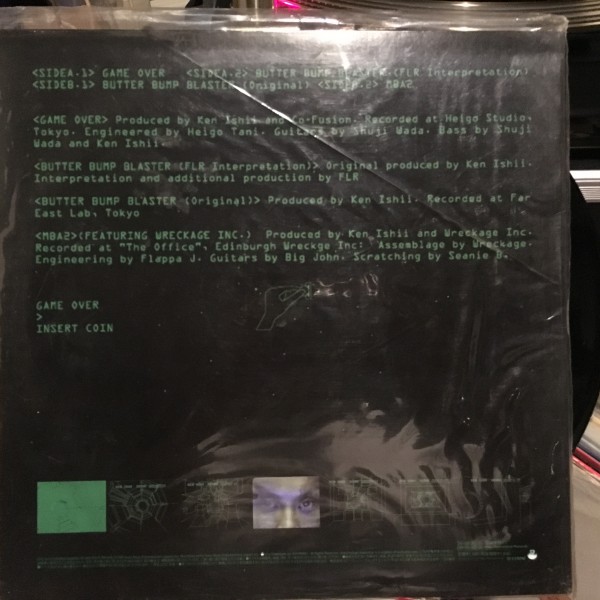 <SIDEA.1> GAME OVER <SIDEA.2> BUTTER BUMP BLASTER (FLR Interpretation)
<SIDEB.1> BUTTER BUMP BLASTER (Original) <SIDEB.2> MBA2
<GAME OVER> Produced by Ken Ishii and Co-Fusion. Recorded at Heigo Studio,
Tokyo. Engineered by Heigo Tani. Guitars by Shuji Wada. Bass by Shuji
Wada and Ken Ishii.
<BUTTER BUMP BLASTER (FLR Interpretation)> Original produced by Ken Ishii.
Interpretation and additional production by FLR
<BUTTER BUMP BLASTER (Original)> Produced by Ken Ishii. Recorded at Far
East Lab, Tokyo
<MBA2>(FEATURING WRECKAGE INC.) Produced by Ken Ishii and Wreckage Inc.
Recorded at "The Office", Edinburgh Wreckge Inc: Assemblage by Wreckage.
Engineering by Flappa J. Guitars by Big John. Scratching by Seanie B.
GAME OVER
>
INSERT COIN